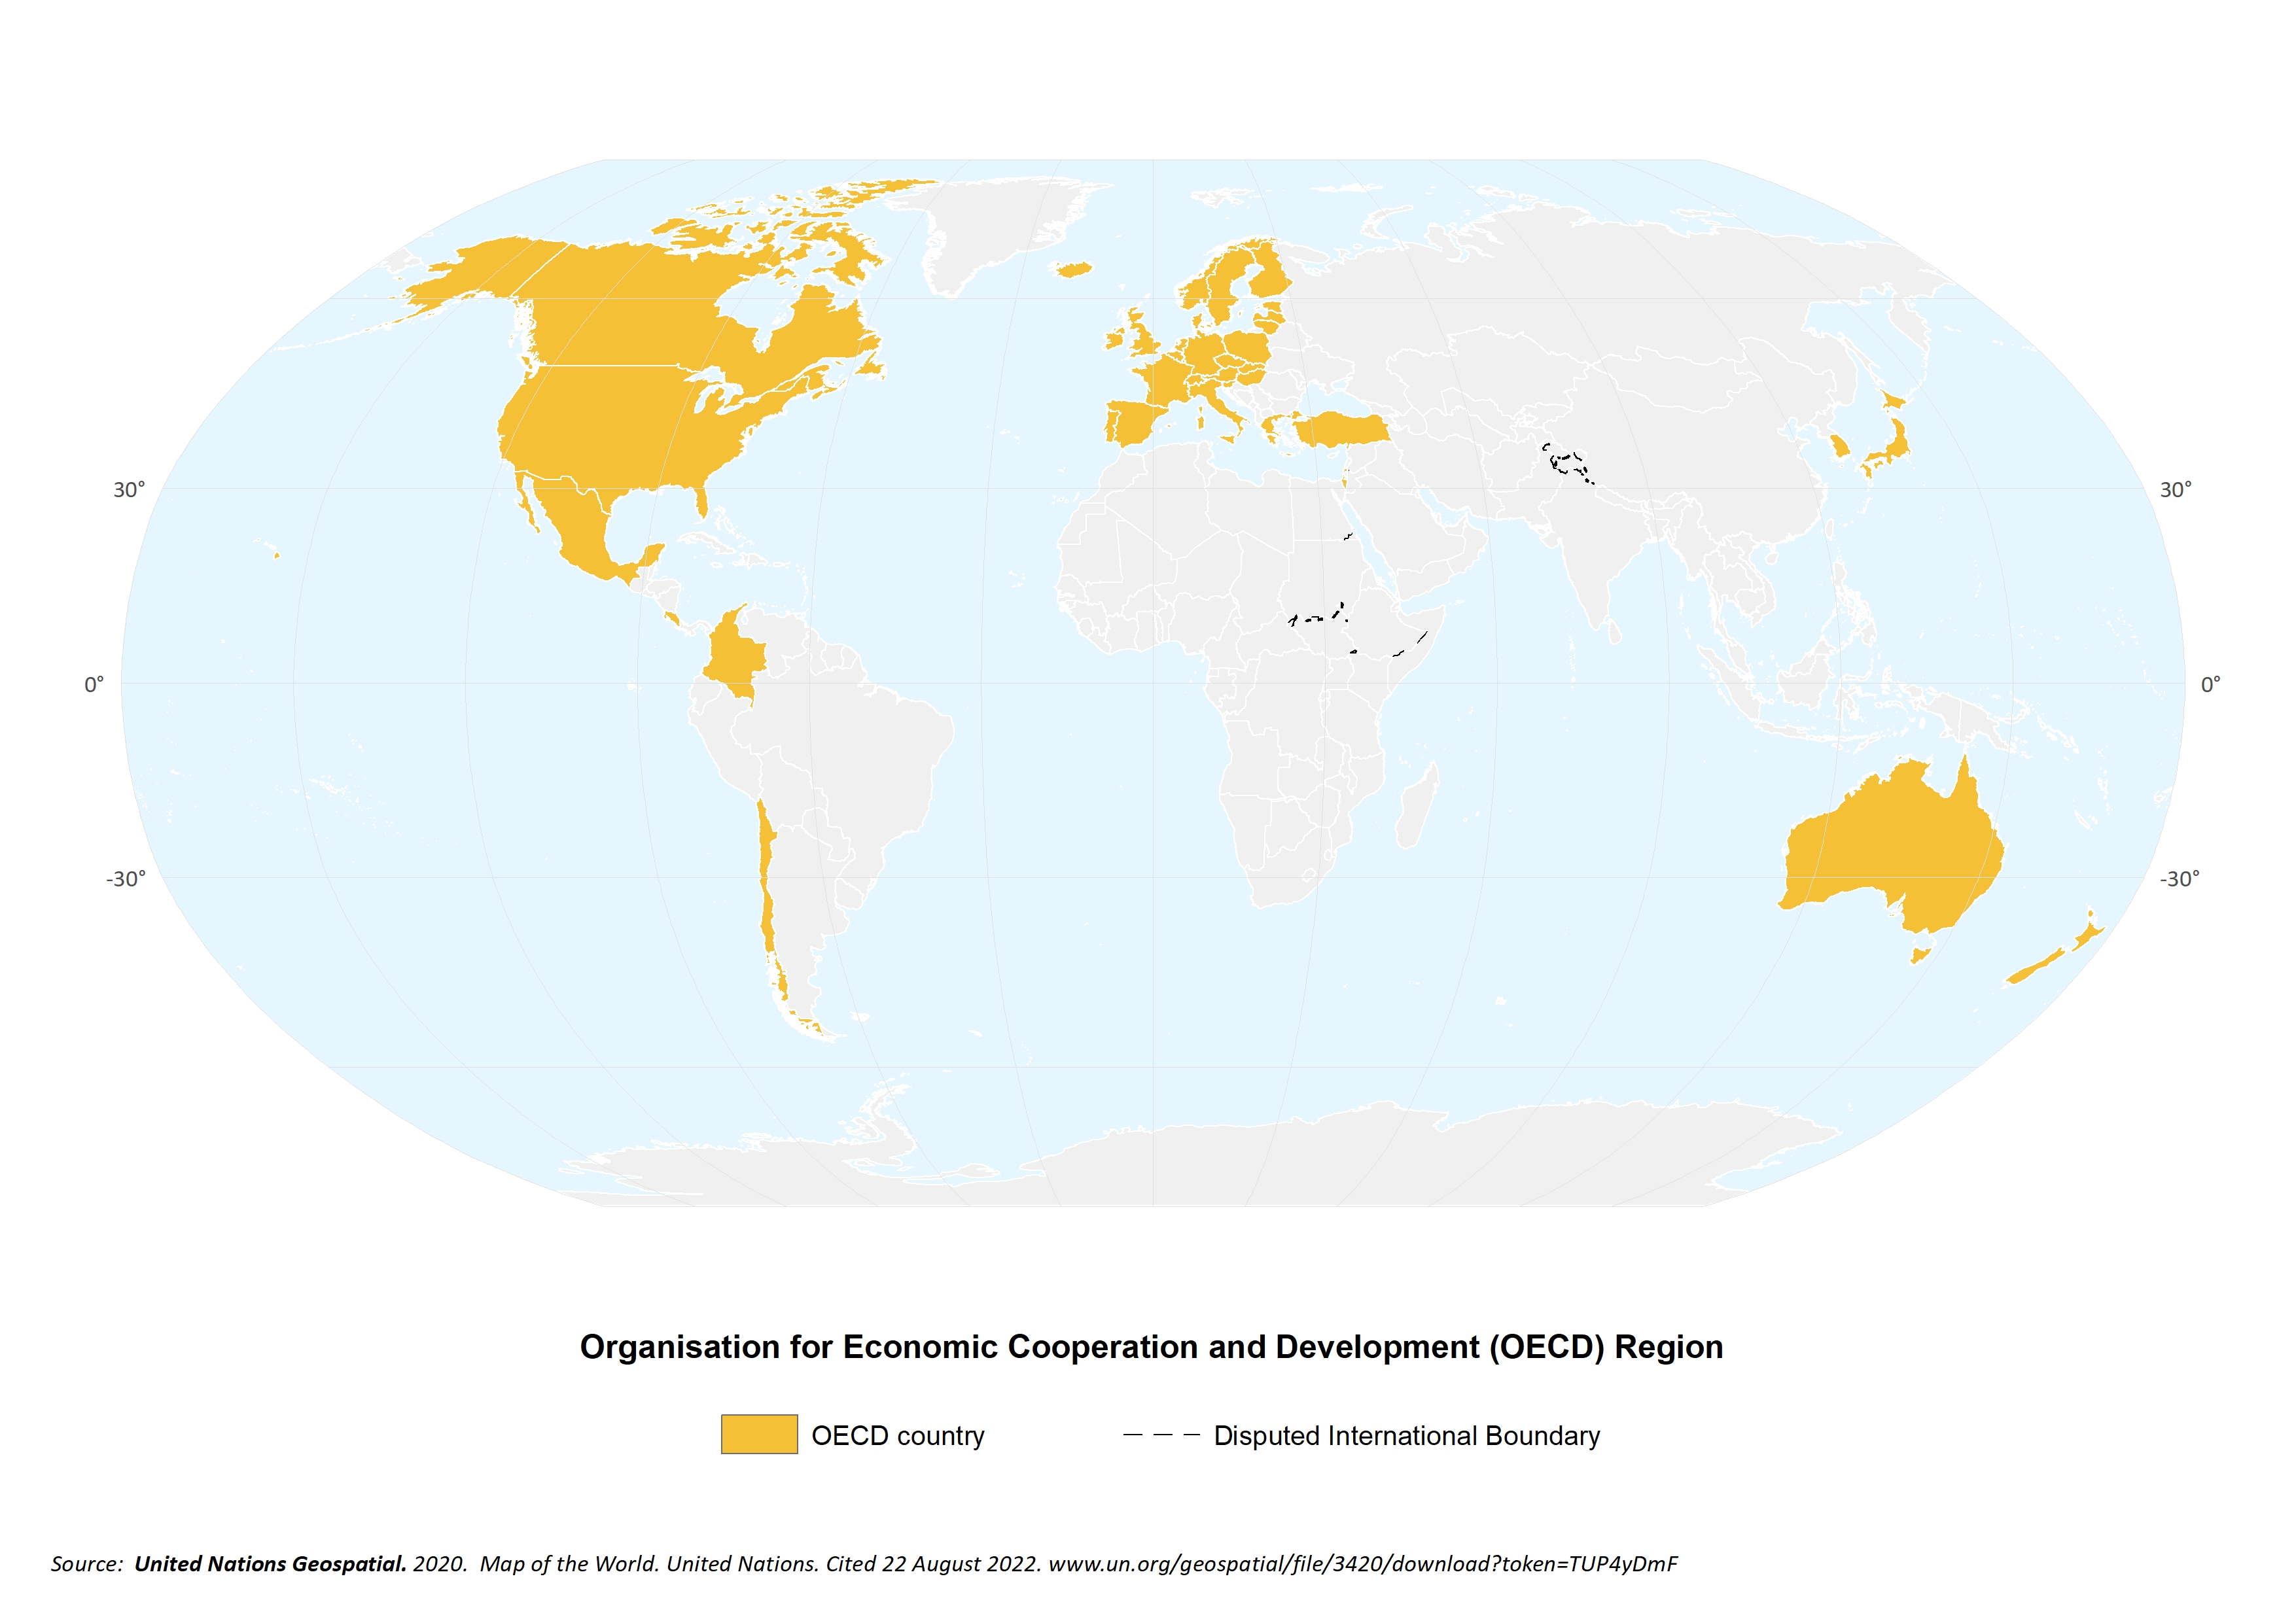 30° 30°
0° 0°
-30° -30°
Organisation for Economic Cooperation and Development (OECD) Region
OECD country Disputed International Boundary
Source: United Nations Geospatial. 2020. Map of the World. United Nations. Cited 22 August 2022. www.un.org/geospatial/file/3420/download?token=TUP4yDmF